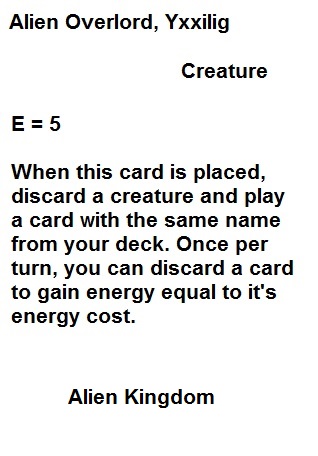 Alien Overlord, Yxxilig
Creature
E = 5
When this card is placed,
discard a creature and play
a card with the same name
from your deck. Once per
turn, you can discard a card
to gain energy equal to it's
energy cost.
Alien Kingdom